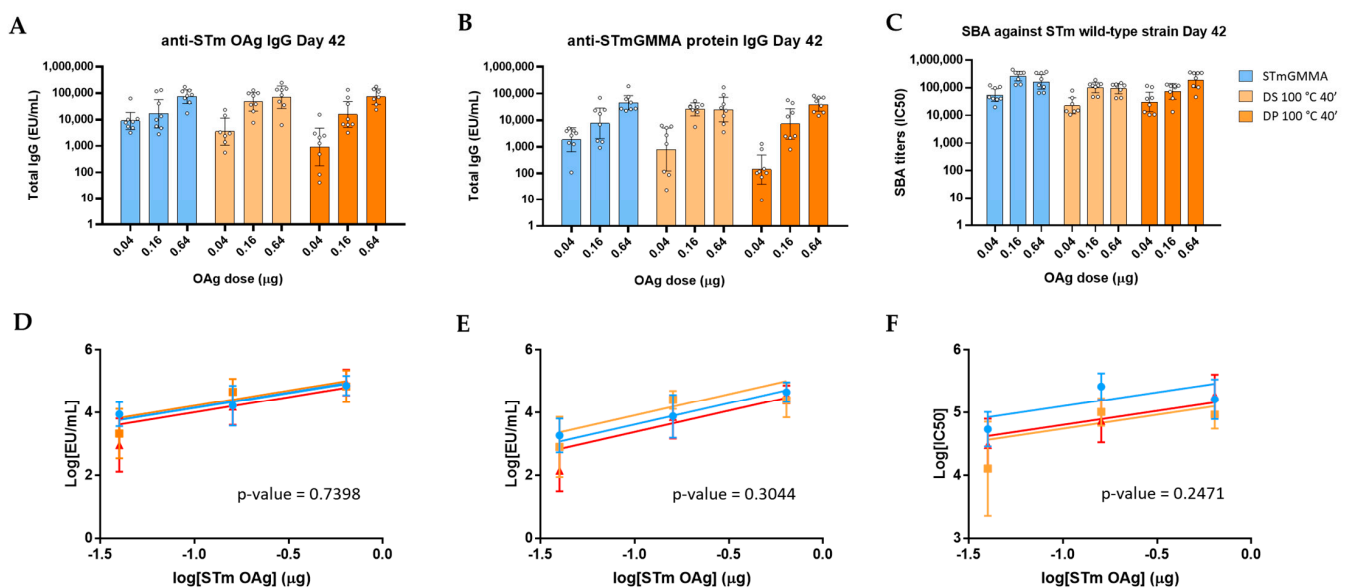 A
anti-STm OAg IgG Day 42
Total IgG (EU/mL)
1,000,000
100,000
10,000
1,000
100
10
1
0.04 0.16 0.64 0.04 0.16 0.64 0.04 0.16 0.64
OAg dose (μg)
B
anti-STmGMMA protein IgG Day 42
Total IgG (EU/mL)
1,000,000
100,000
10,000
1,000
100
10
1
0.04 0.16 0.64 0.04 0.16 0.64 0.04 0.16 0.64
OAg dose (μg)
C
SBA against STm wild-type strain Day 42
SBA titers (IC50)
1,000,000
100,000
10,000
1,000
100
10
1
0.04 0.16 0.64 0.04 0.16 0.64 0.04 0.16 0.64
OAg dose (μg)
STmGMMA
DS 100 °C 40’
DP 100 °C 40’
D
Log[EU/mL]
6
4
2
0
p-value = 0.7398
-1.5 -1.0 -0.5 0.0
log[STm OAg] (μg)
E
Log[EU/mL]
6
4
2
0
p-value = 0.3044
-1.5 -1.0 -0.5 0.0
log[STm OAg] (μg)
F
Log[IC50]
6
5
4
3
p-value = 0.2471
-1.5 -1.0 -0.5 0.0
log[STm OAg] (μg)